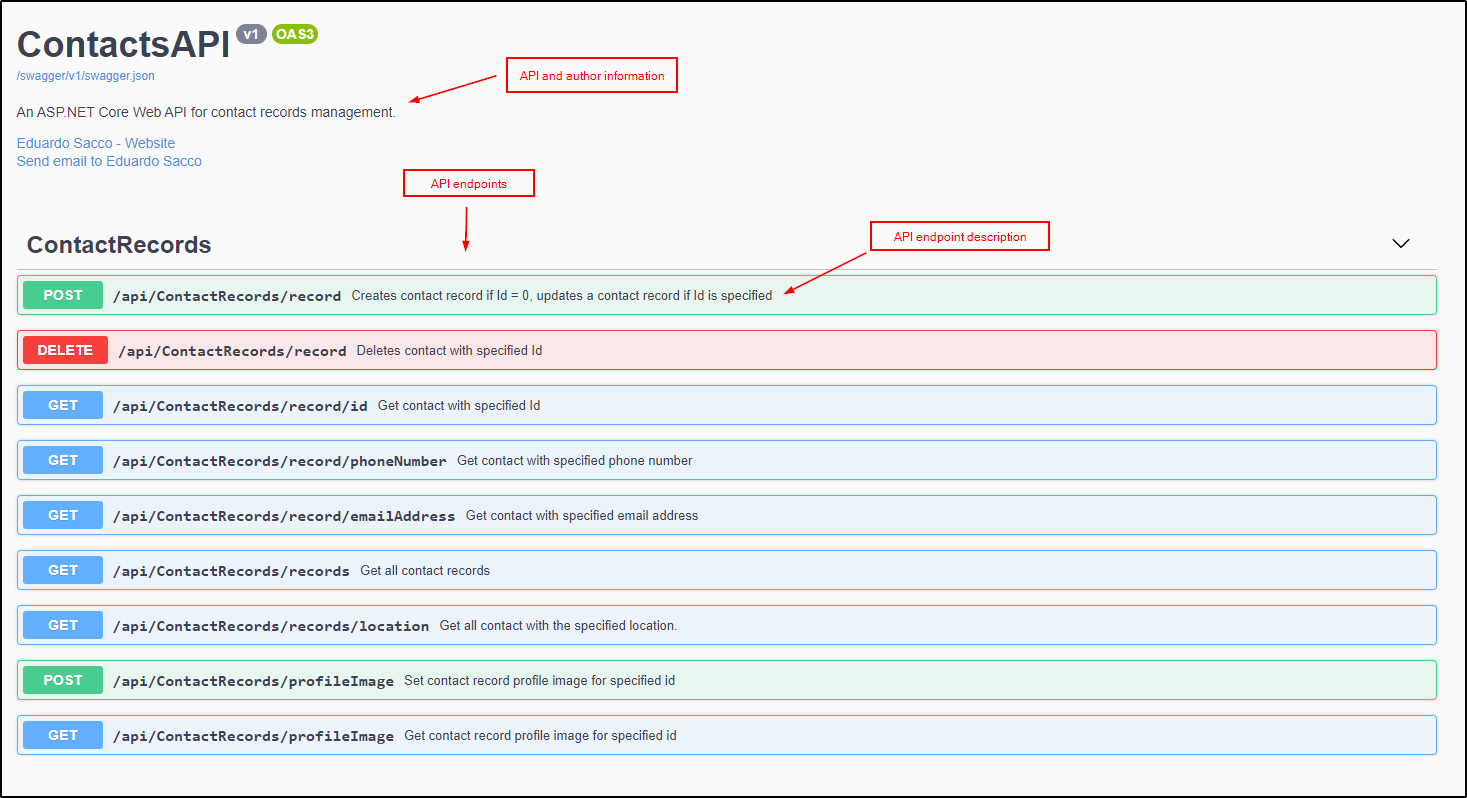 ContactsAPI v1 OAS3
/swagger/v1/swagger.json
API and author information
An ASP.NET Core Web API for contact records management.
Eduardo Sacco - Website
Send email to Eduardo Sacco
API endpoints
API endpoint description
ContactRecords
POST /api/ContactRecords/record Creates contact record if Id = 0, updates a contact record if Id is specified
DELETE /api/ContactRecords/record Deletes contact with specified Id
GET /api/ContactRecords/record/id Get contact with specified Id
GET /api/ContactRecords/record/phoneNumber Get contact with specified phone number
GET /api/ContactRecords/record/emailAddress Get contact with specified email address
GET /api/ContactRecords/records Get all contact records
GET /api/ContactRecords/records/location Get all contact with the specified location.
POST /api/ContactRecords/profileImage Set contact record profile image for specified id
GET /api/ContactRecords/profileImage Get contact record profile image for specified id